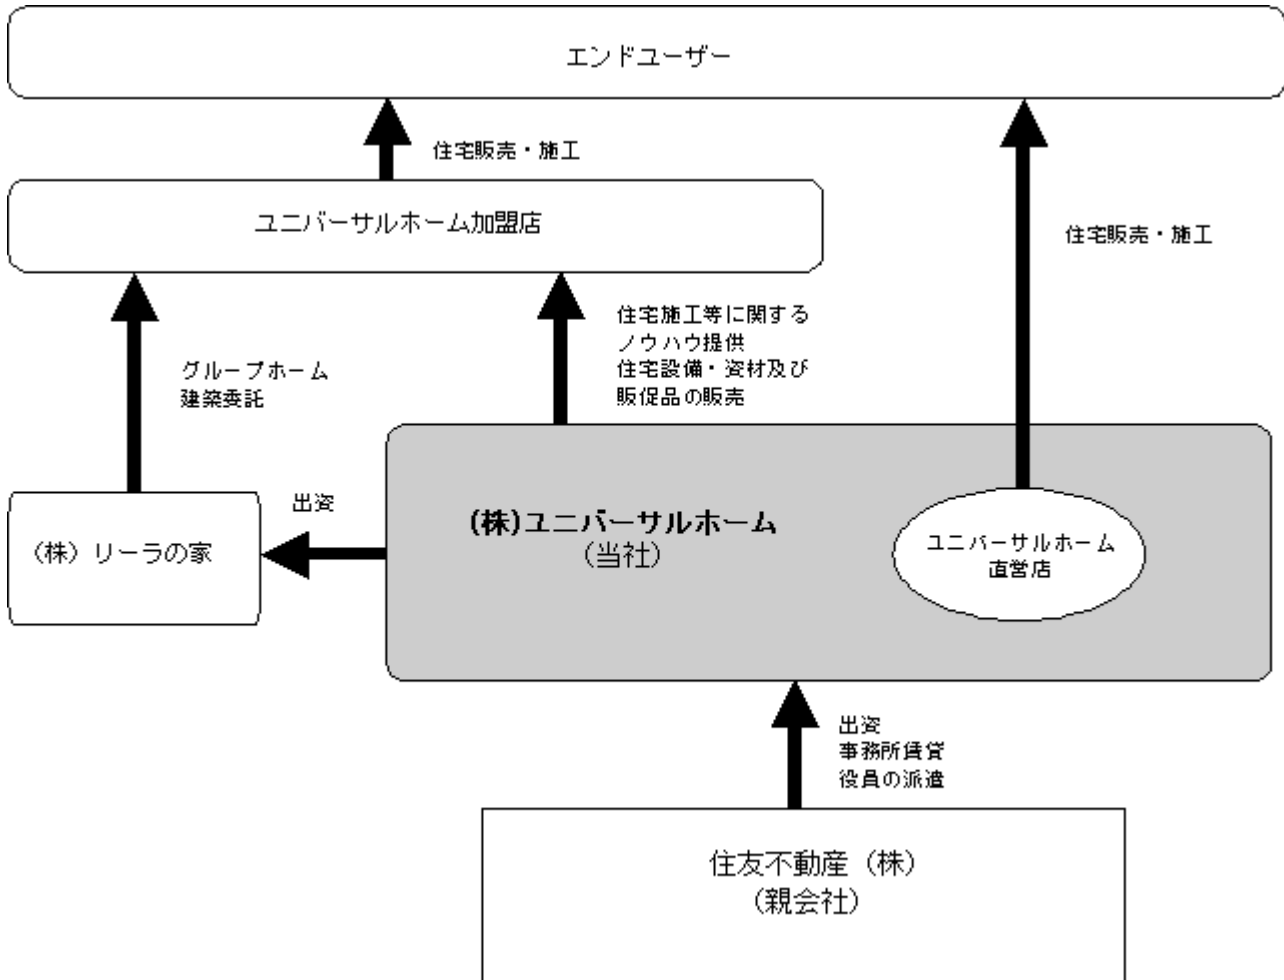 エンドユーザー
住宅販売・施工
ユニバーサルホーム加盟店
住宅販売・施工
住宅施工等に関する
ノウハウ提供
住宅設備・資材及び
販促品の販売
グループホーム
建築委託
出資
(株)リーラの家
(株)ユニバーサルホーム
(当社)
ユニバーサルホーム
直営店
出資
事務所賃貸
役員の派遣
住友不動産(株)
(親会社)